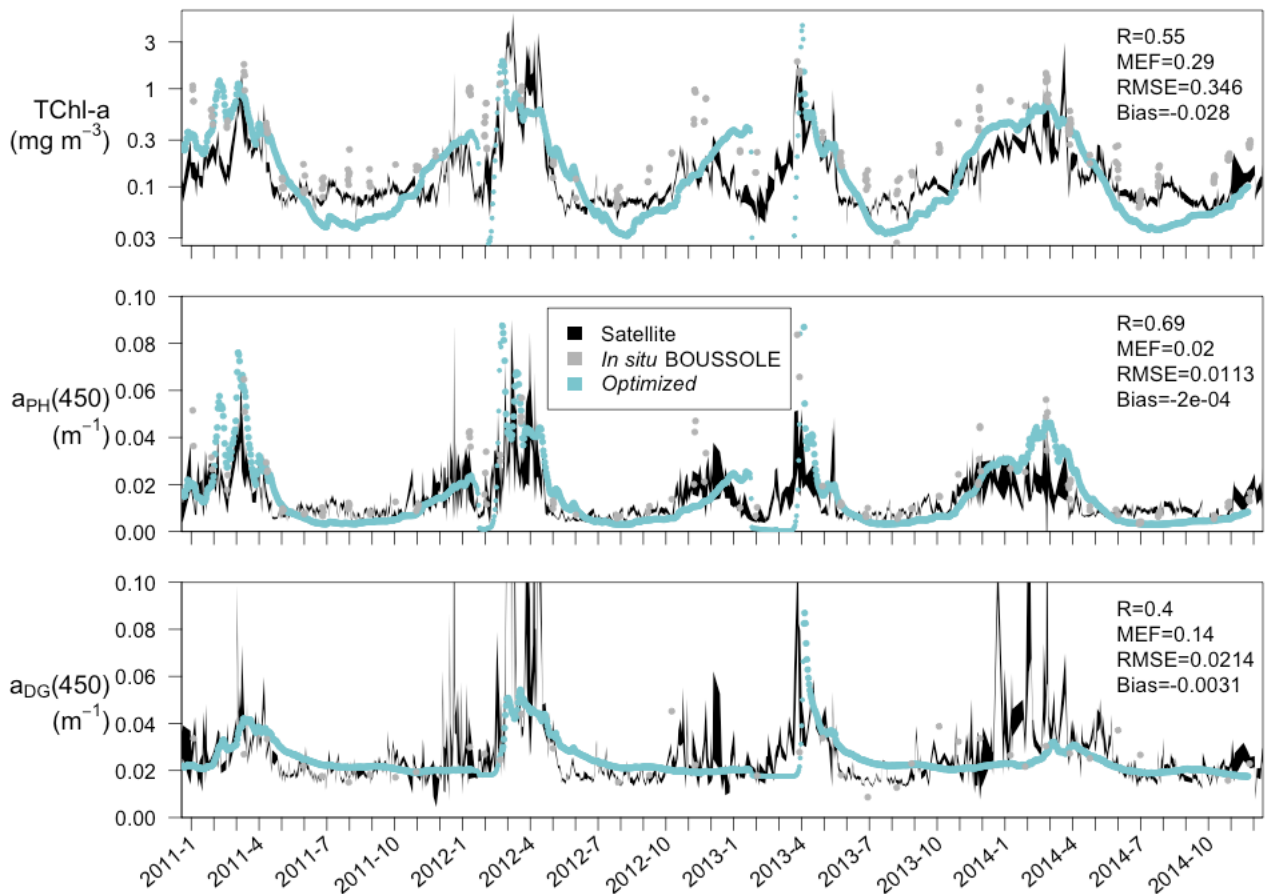 TChl-a
(mg m⁻³)
3
1
0.3
0.1
0.03
R=0.55
MEF=0.29
RMSE=0.346
Bias=-0.028
aPH(450)
(m⁻¹)
0.10
0.08
0.06
0.04
0.02
0.00
Satellite
In situ BOUSSOLE
Optimized
R=0.69
MEF=0.02
RMSE=0.0113
Bias=-2e-04
aDG(450)
(m⁻¹)
0.10
0.08
0.06
0.04
0.02
0.00
R=0.4
MEF=0.14
RMSE=0.0214
Bias=-0.0031
2011-1
2011-4
2011-7
2011-10
2012-1
2012-4
2012-7
2012-10
2013-1
2013-4
2013-7
2013-10
2014-1
2014-4
2014-7
2014-10